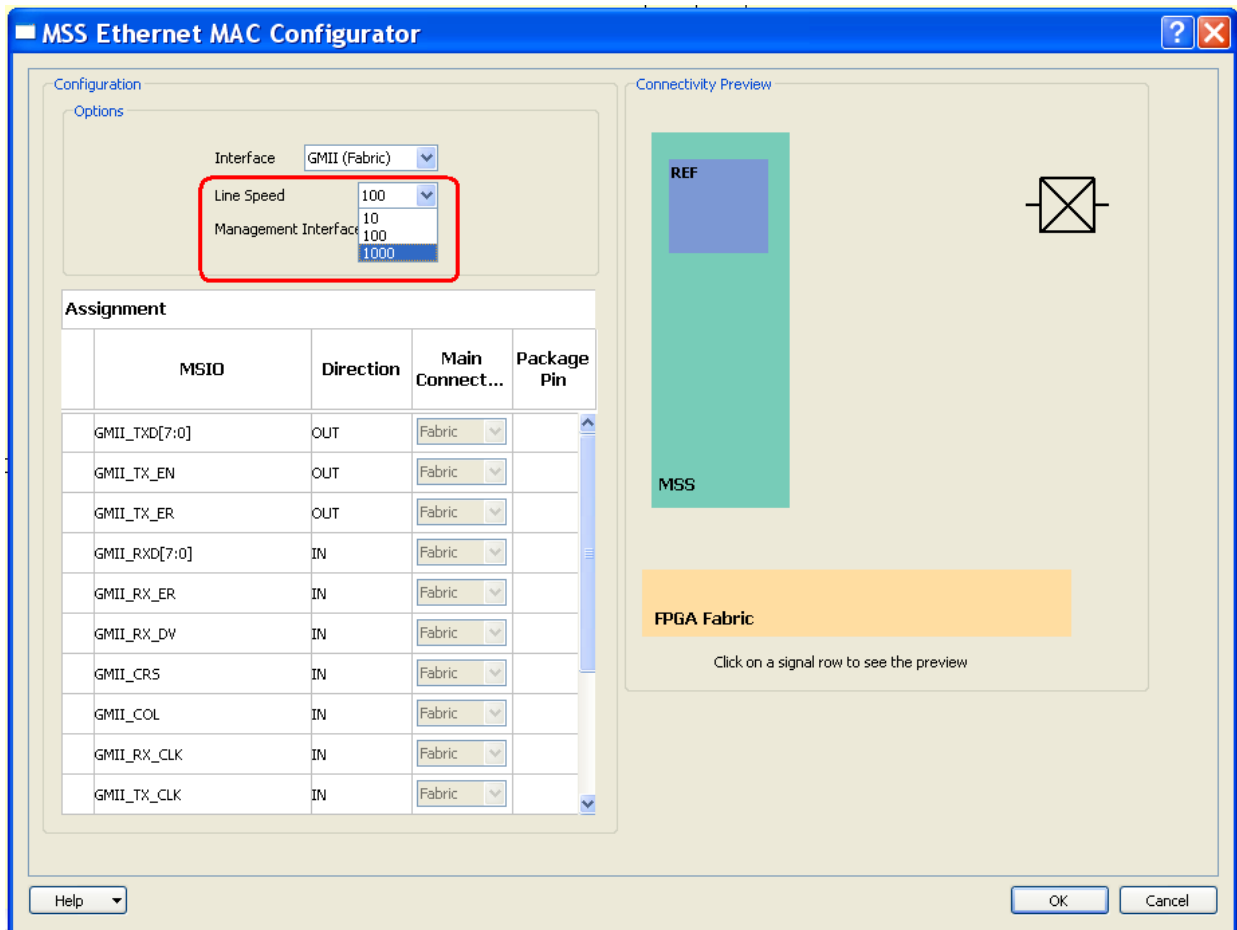 MSS Ethernet MAC Configurator
Configuration
Options
Interface GMII (Fabric)
Line Speed 100
10
100
1000
Management Interface
Assignment
MSIO Direction Main Connect... Package Pin
GMII_TXD[7:0] OUT Fabric
GMII_TX_EN OUT Fabric
GMII_TX_ER OUT Fabric
GMII_RXD[7:0] IN Fabric
GMII_RX_ER IN Fabric
GMII_RX_DV IN Fabric
GMII_CRS IN Fabric
GMII_COL IN Fabric
GMII_RX_CLK IN Fabric
GMII_TX_CLK IN Fabric
Connectivity Preview
REF
MSS
FPGA Fabric
Click on a signal row to see the preview
Help
OK
Cancel